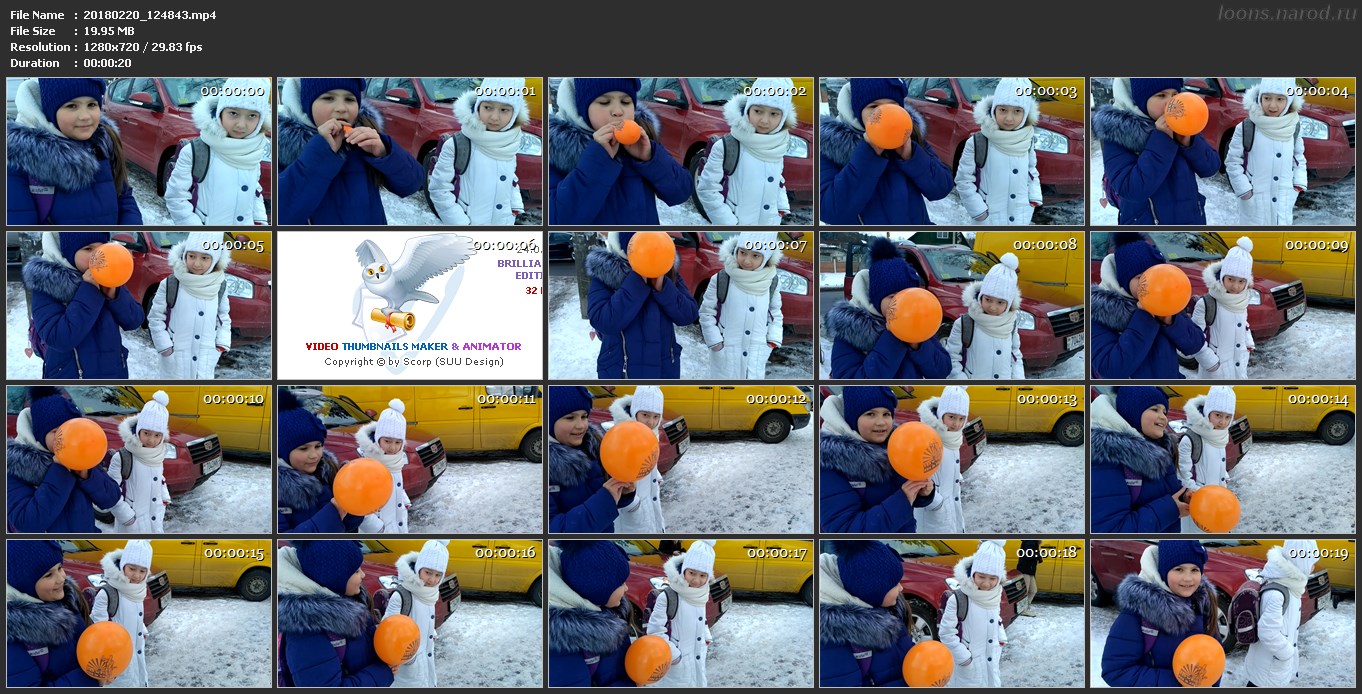 File Name : 20180220_124843.mp4
File Size : 19.95 MB
Resolution : 1280x720 / 29.83 fps
Duration : 00:00:20
loons.narod.ru
00:00:00
00:00:01
00:00:02
00:00:03
00:00:04
00:00:05
00:00:06
BRILLIA
EDITI
32
VIDEO THUMBNAILS MAKER & ANIMATOR
Copyright © by Scorp (SUU Design)
00:00:07
00:00:08
00:00:09
00:00:10
00:00:11
00:00:12
00:00:13
00:00:14
00:00:15
00:00:16
00:00:17
00:00:18
00:00:19